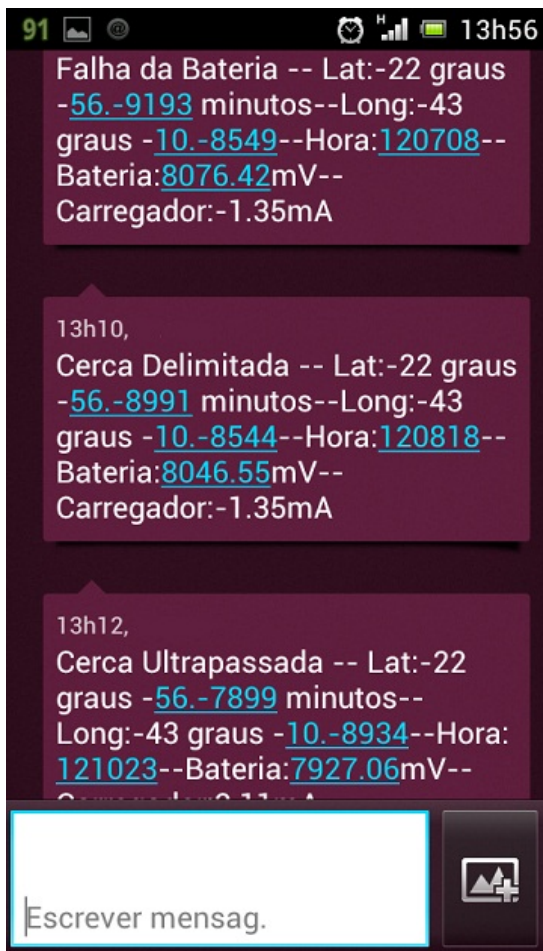 91 @ H 13h56
Falha da Bateria -- Lat:-22 graus
-56.-9193 minutos--Long:-43
graus -10.-8549--Hora:120708--
Bateria:8076.42mV--
Carregador:-1.35mA
13h10,
Cerca Delimitada -- Lat:-22 graus
-56.-8991 minutos--Long:-43
graus -10.-8544--Hora:120818--
Bateria:8046.55mV--
Carregador:-1.35mA
13h12,
Cerca Ultrapassada -- Lat:-22
graus -56.-7899 minutos--
Long:-43 graus -10.-8934--Hora:
121023--Bateria:7927.06mV--
Escrever mensag.